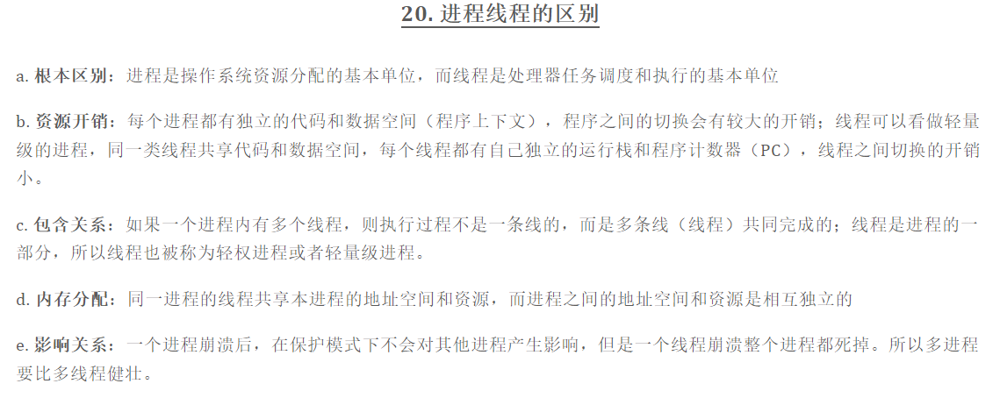 20. 进程线程的区别
a. 根本区别：进程是操作系统资源分配的基本单位，而线程是处理器任务调度和执行的基本单位
b. 资源开销：每个进程都有独立的代码和数据空间（程序上下文），程序之间的切换会有较大的开销；线程可以看做轻量
级的进程，同一类线程共享代码和数据空间，每个线程都有自己独立的运行栈和程序计数器（PC），线程之间切换的开销
小。
c. 包含关系：如果一个进程内有多个线程，则执行过程不是一条线的，而是多条线（线程）共同完成的；线程是进程的一
部分，所以线程也被称为轻权进程或者轻量级进程。
d. 内存分配：同一进程的线程共享本进程的地址空间和资源，而进程之间的地址空间和资源是相互独立的
e. 影响关系：一个进程崩溃后，在保护模式下不会对其他进程产生影响，但是一个线程崩溃整个进程都死掉。所以多进程
要比多线程健壮。